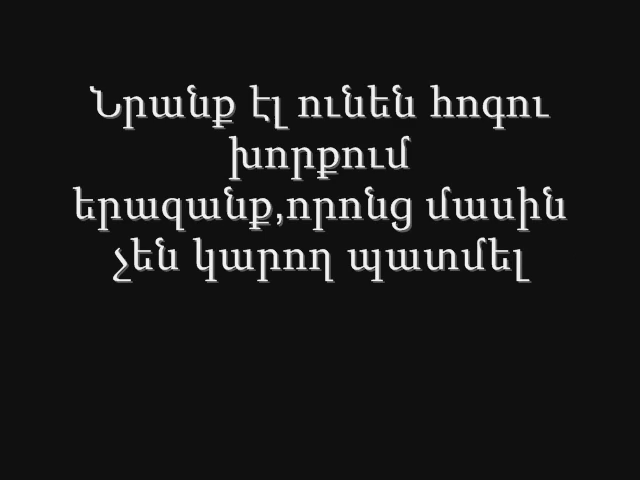 Նրանք էլ ունեն հոգու
խորքում
երազանք,որոնց մասին
չեն կարող պատմել